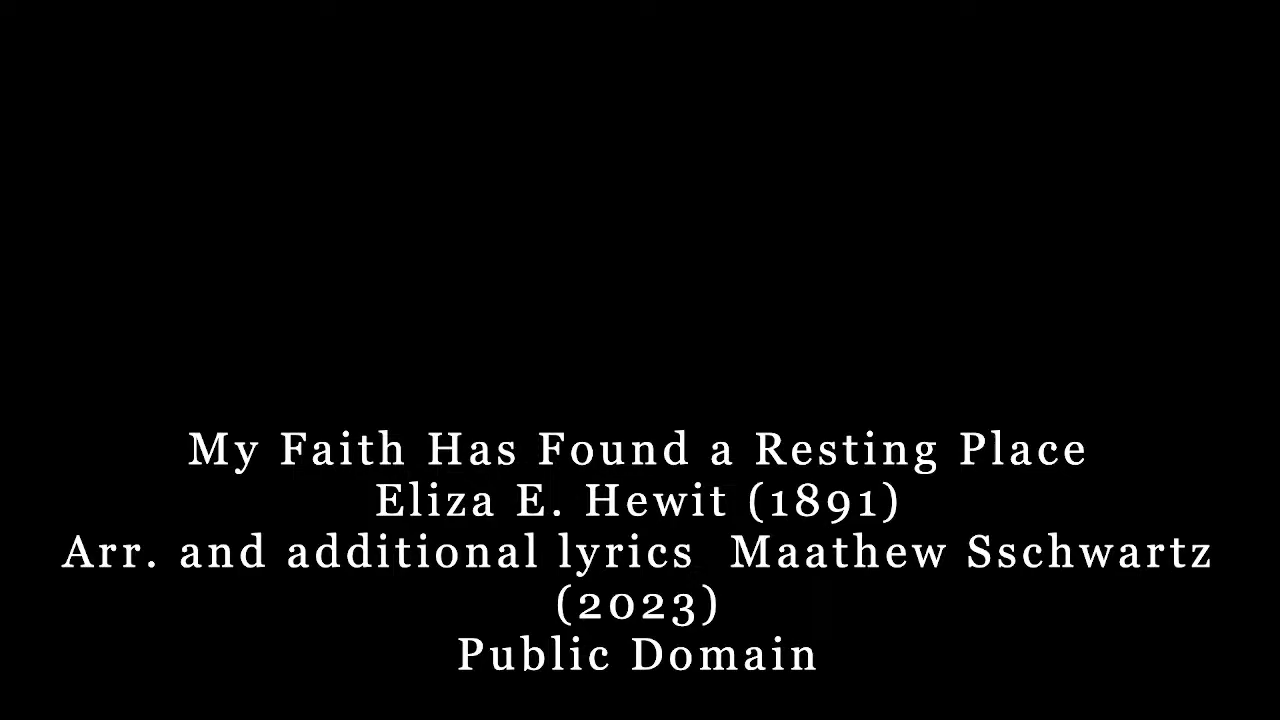 My Faith Has Found a Resting Place
Eliza E. Hewit (1891)
Arr. and additional lyrics  Maathew Sschwartz
(2023)
Public Domain